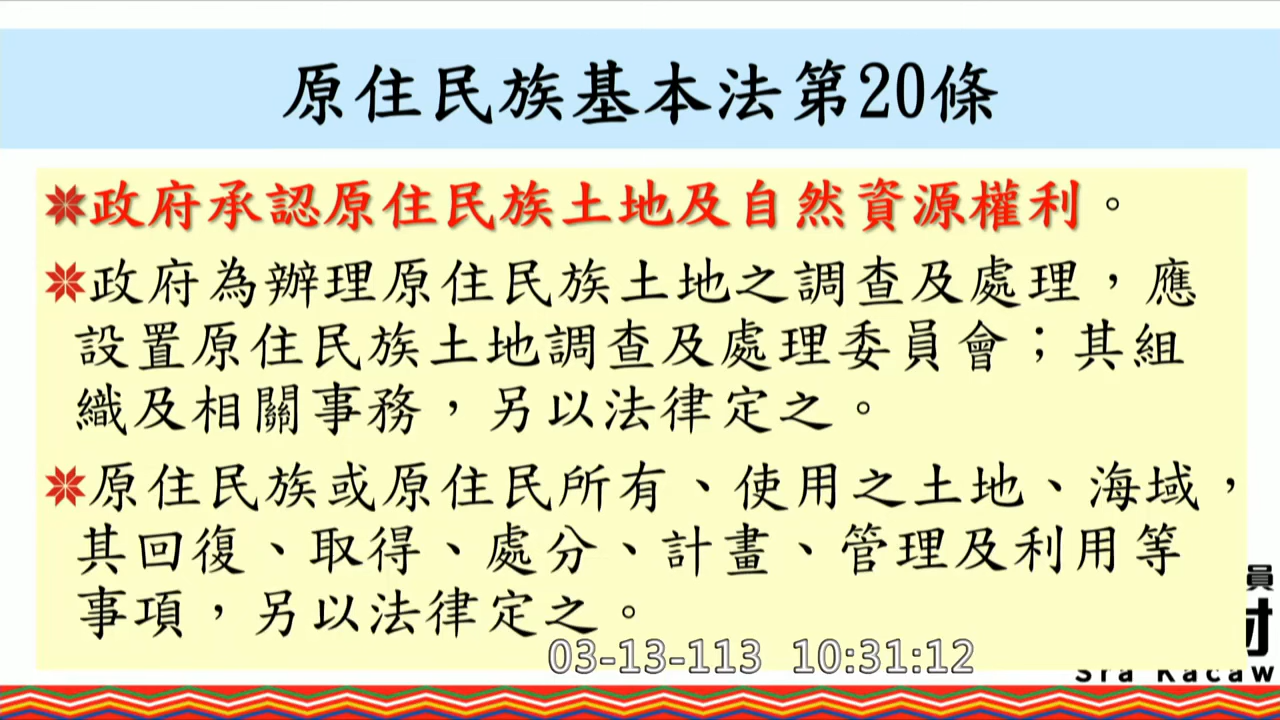 原住民族基本法第20條
政府承認原住民族土地及自然資源權利。
政府為辦理原住民族土地之調查及處理，應
設置原住民族土地調查及處理委員會；其組
織及相關事務，另以法律定之。
原住民族或原住民所有、使用之土地、海域，
其回復、取得、處分、計畫、管理及利用等
事項，另以法律定之。
員
03-13-113 10:31:12
Sra Kacaw